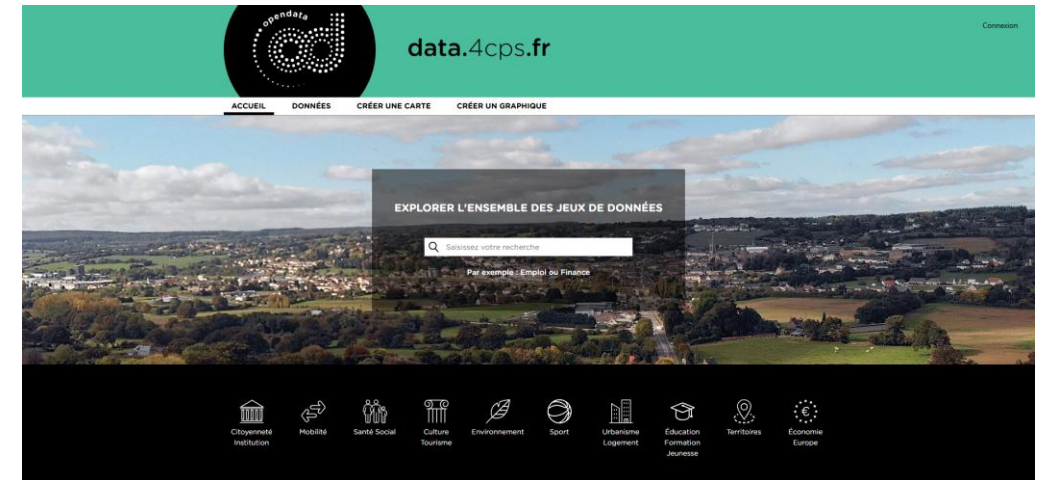 opendata
data.4cps.fr
Connexion
ACCUEIL DONNÉES CRÉER UNE CARTE CRÉER UN GRAPHIQUE
EXPLORER L'ENSEMBLE DES JEUX DE DONNÉES
Saisissez votre recherche
Par exemple : Emploi ou Finance
Citoyenneté
Institution
Mobilité
Santé Social
Culture
Tourisme
Environnement
Sport
Urbanisme
Logement
Éducation
Formation
Jeunesse
Territoires
Économie
Europe